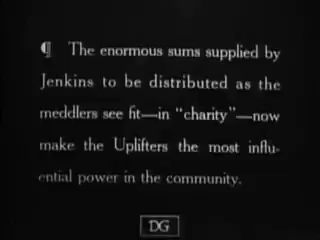 ¶ The enormous sums supplied by
Jenkins to be distributed as the
meddlers see fit—in “charity”—now
make the Uplifters the most influ-
ential power in the community.
DG